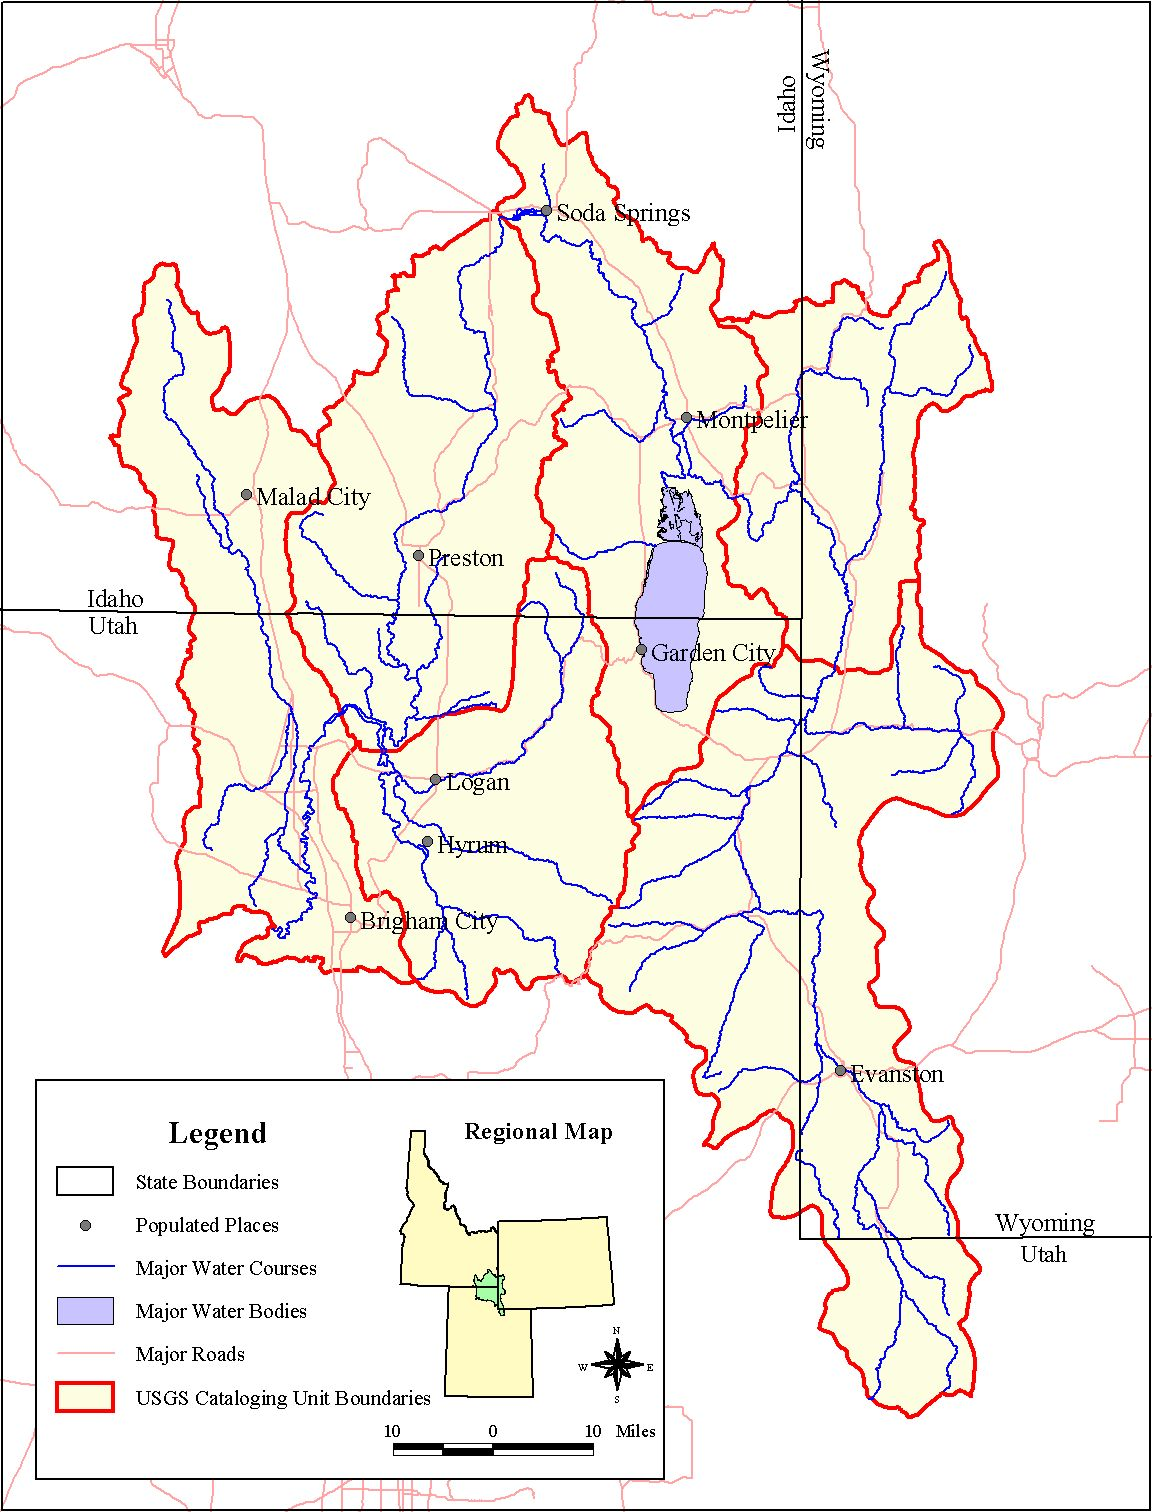 Wyoming
Idaho
Soda Springs
Montpelier
Malad City
Preston
Idaho
Utah
Garden City
Logan
Hyrum
Brigham City
Evanston
Wyoming
Utah
Legend
State Boundaries
Populated Places
Major Water Courses
Major Water Bodies
Major Roads
USGS Cataloging Unit Boundaries
Regional Map
N
W E
S
10 0 10 Miles